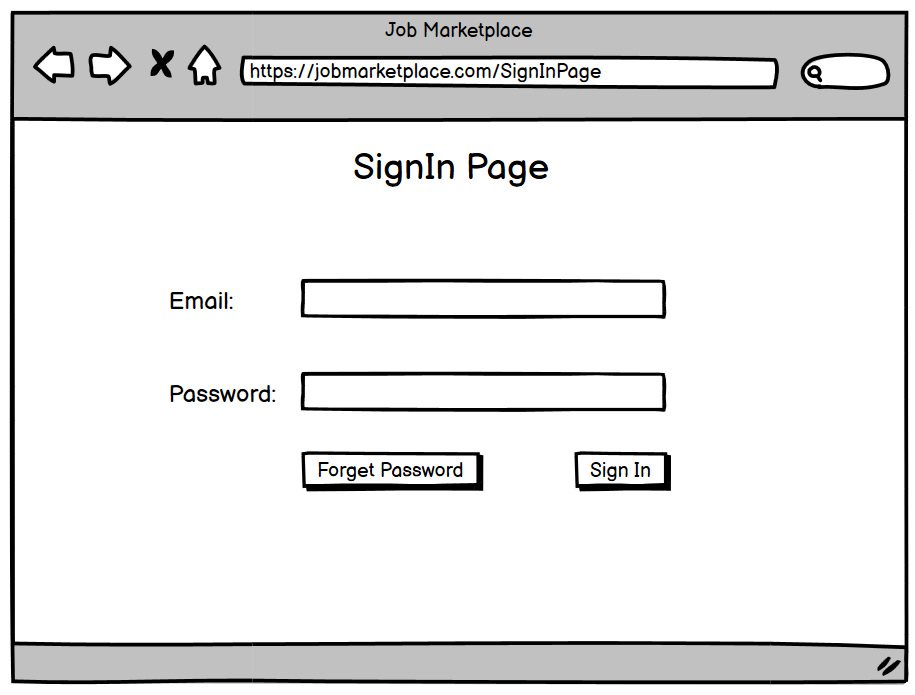 Job Marketplace
https://jobmarketplace.com/SignInPage
SignIn Page
Email:
Password:
Forget Password
Sign In